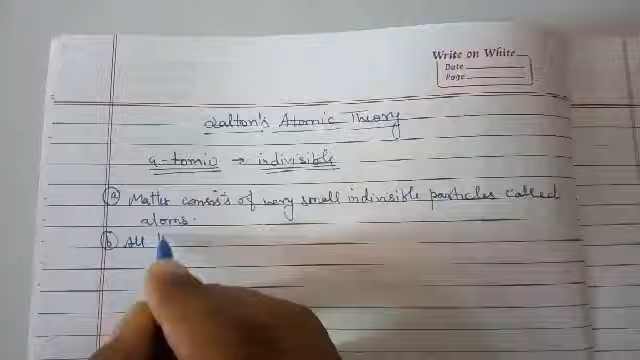 Write on White
Date
Page
Dalton's Atomic Theory
a-tomio → indivisible
(a) Matter consists of very small indivisible particles called
atoms.
(b) All